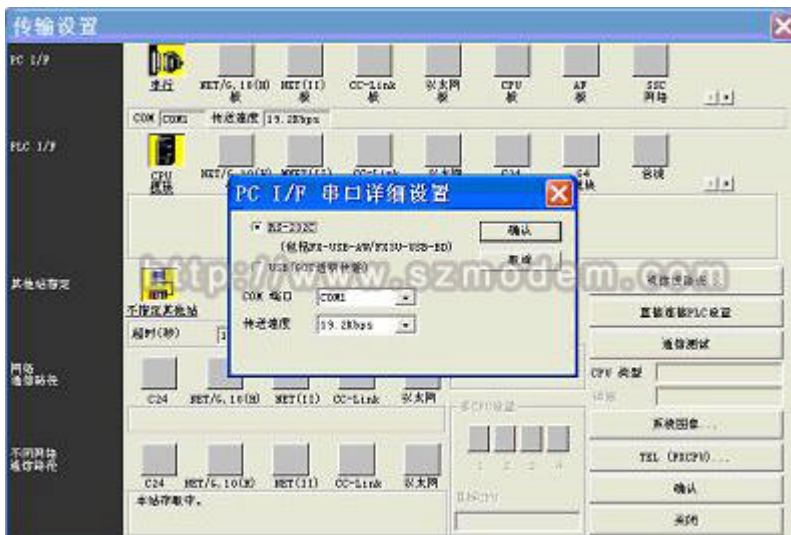 传输设置
PC I/F
串行 NET/G.10(H)板 NET(II)板 CC-Link板 以太网板 CPU板 AF板 SSC网络
COM COM1 传送速度 19.2Kbps
PLC I/F
CPU模块
PC I/F 串口详细设置
RS-232C
(包括FX-USB-AW/FX3U-USB-BD)
USB(GOT透明传输)
COM 端口 COM1
传送速度 19.2Kbps
确认
取消
http://www.szmodem.com
其他站指定
不指定其他站
超时(秒)
直接连接PLC设置
通信测试
CPU 类型
网络通信路径
C24 NET/G.10(H) NET(II) CC-Link 以太网
多CPU设置
1 2 3 4
目标CPU
系统图象...
TEL (FXCPU)...
确认
关闭
不同网络通信路径
C24 NET/G.10(H) NET(II) CC-Link 以太网
本站存取中。